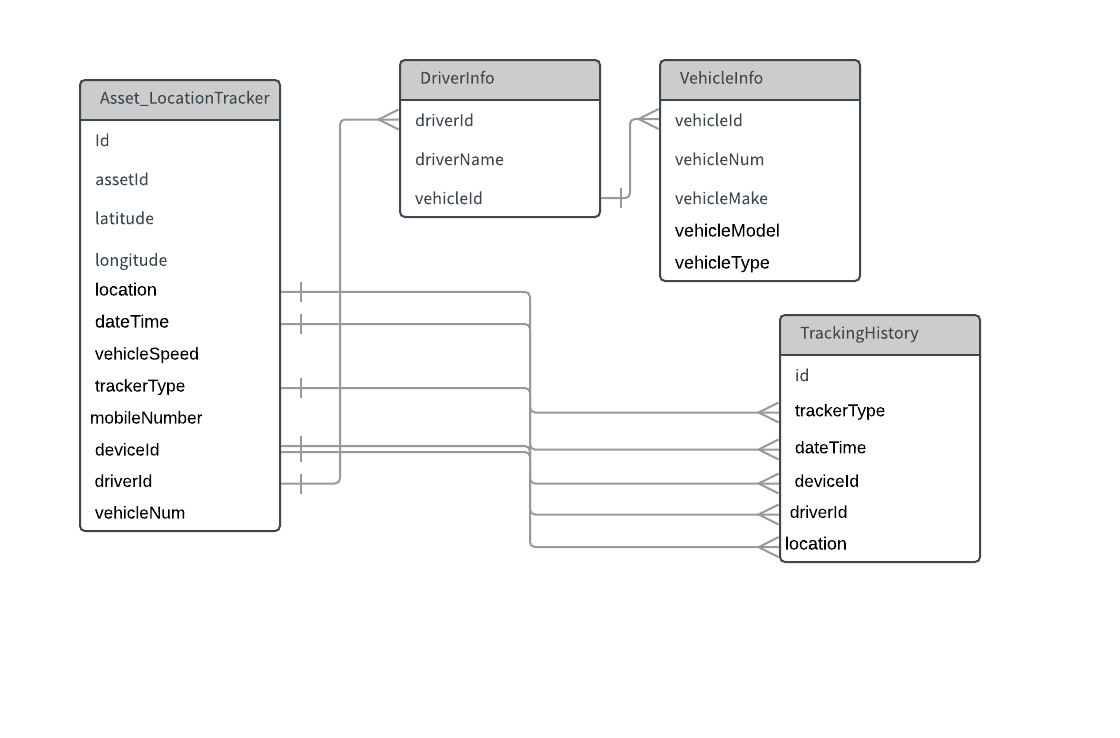 Asset_LocationTracker
Id
assetId
latitude
longitude
location
dateTime
vehicleSpeed
trackerType
mobileNumber
deviceId
driverId
vehicleNum
DriverInfo
driverId
driverName
vehicleId
VehicleInfo
vehicleId
vehicleNum
vehicleMake
vehicleModel
vehicleType
TrackingHistory
id
trackerType
dateTime
deviceId
driverId
location